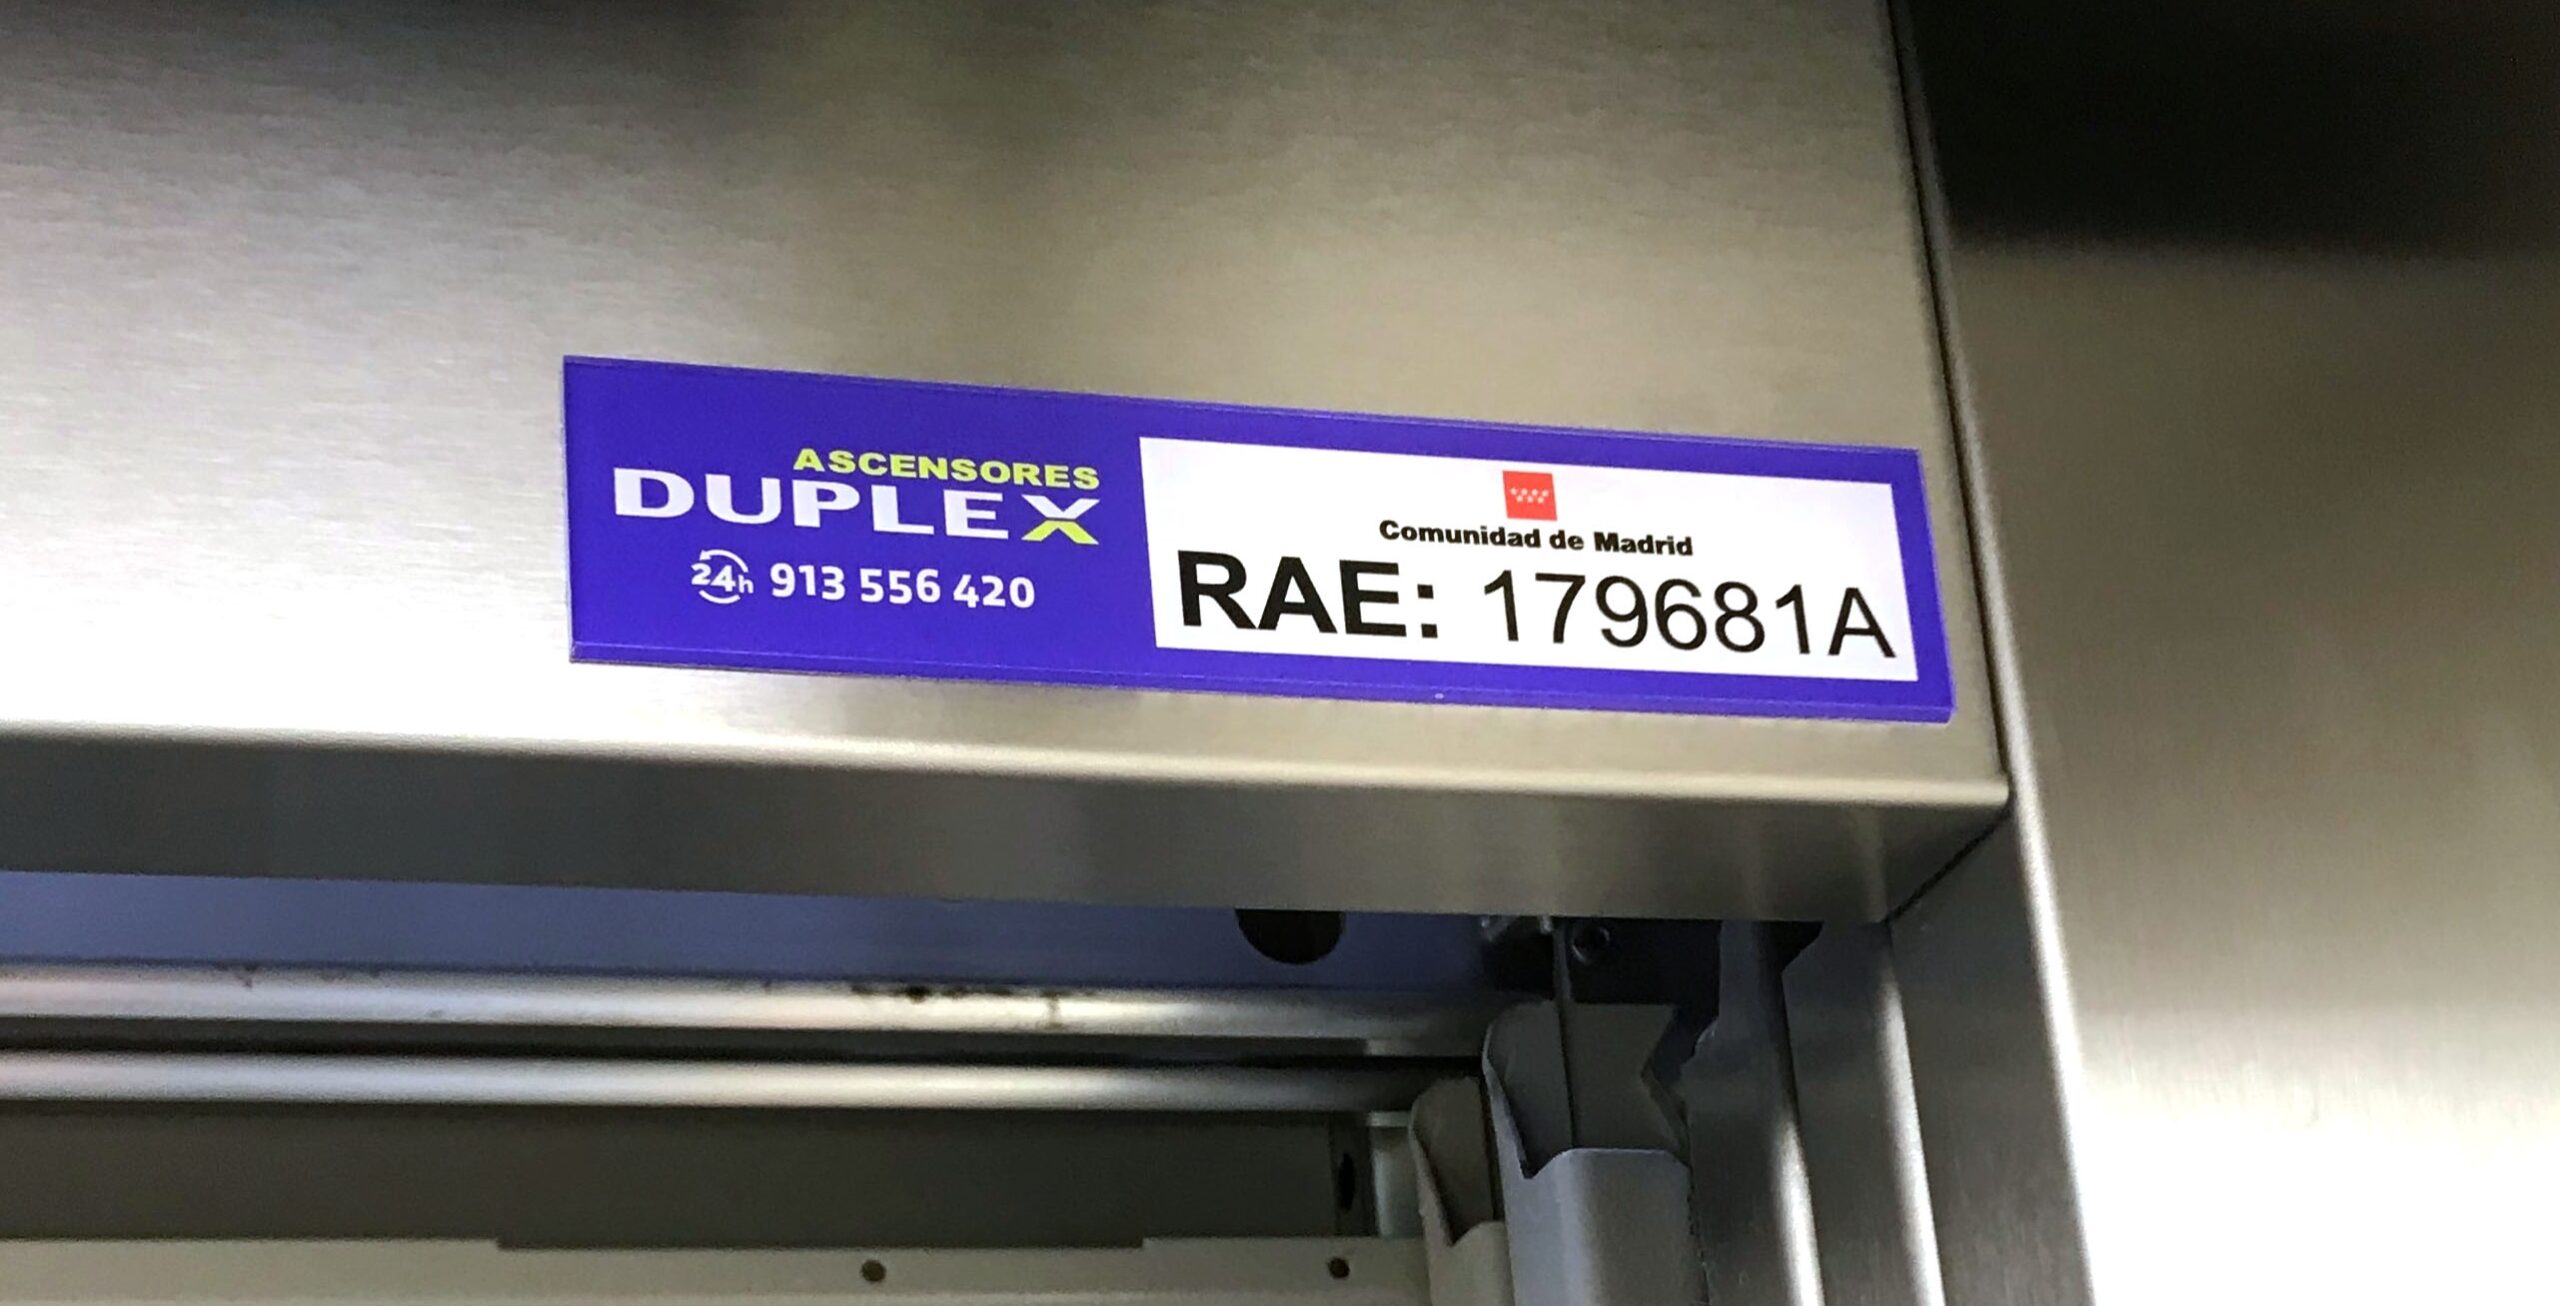 ASCENSORES
DUPLEX
24h 913 556 420
Comunidad de Madrid
RAE: 179681A